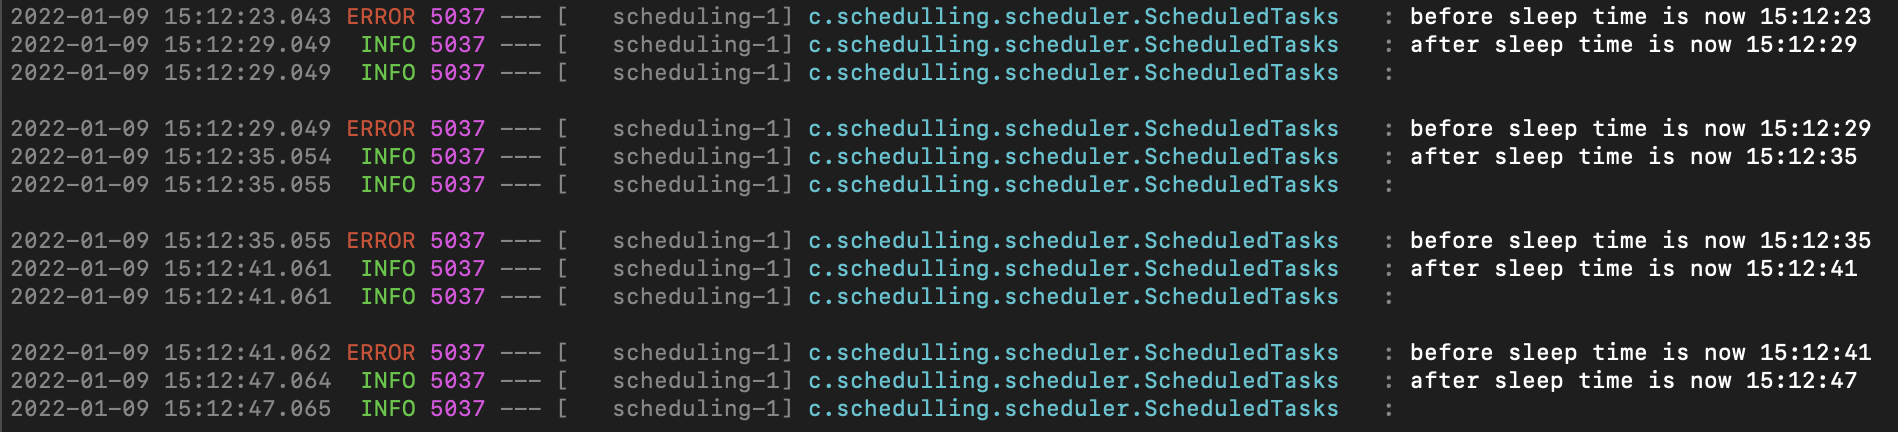 2022-01-09 15:12:23.043 ERROR 5037 --- [   scheduling-1] c.schedulling.scheduler.ScheduledTasks   : before sleep time is now 15:12:23
2022-01-09 15:12:29.049  INFO 5037 --- [   scheduling-1] c.schedulling.scheduler.ScheduledTasks   : after sleep time is now 15:12:29
2022-01-09 15:12:29.049  INFO 5037 --- [   scheduling-1] c.schedulling.scheduler.ScheduledTasks   :
2022-01-09 15:12:29.049 ERROR 5037 --- [   scheduling-1] c.schedulling.scheduler.ScheduledTasks   : before sleep time is now 15:12:29
2022-01-09 15:12:35.054  INFO 5037 --- [   scheduling-1] c.schedulling.scheduler.ScheduledTasks   : after sleep time is now 15:12:35
2022-01-09 15:12:35.055  INFO 5037 --- [   scheduling-1] c.schedulling.scheduler.ScheduledTasks   :
2022-01-09 15:12:35.055 ERROR 5037 --- [   scheduling-1] c.schedulling.scheduler.ScheduledTasks   : before sleep time is now 15:12:35
2022-01-09 15:12:41.061  INFO 5037 --- [   scheduling-1] c.schedulling.scheduler.ScheduledTasks   : after sleep time is now 15:12:41
2022-01-09 15:12:41.061  INFO 5037 --- [   scheduling-1] c.schedulling.scheduler.ScheduledTasks   :
2022-01-09 15:12:41.062 ERROR 5037 --- [   scheduling-1] c.schedulling.scheduler.ScheduledTasks   : before sleep time is now 15:12:41
2022-01-09 15:12:47.064  INFO 5037 --- [   scheduling-1] c.schedulling.scheduler.ScheduledTasks   : after sleep time is now 15:12:47
2022-01-09 15:12:47.065  INFO 5037 --- [   scheduling-1] c.schedulling.scheduler.ScheduledTasks   :